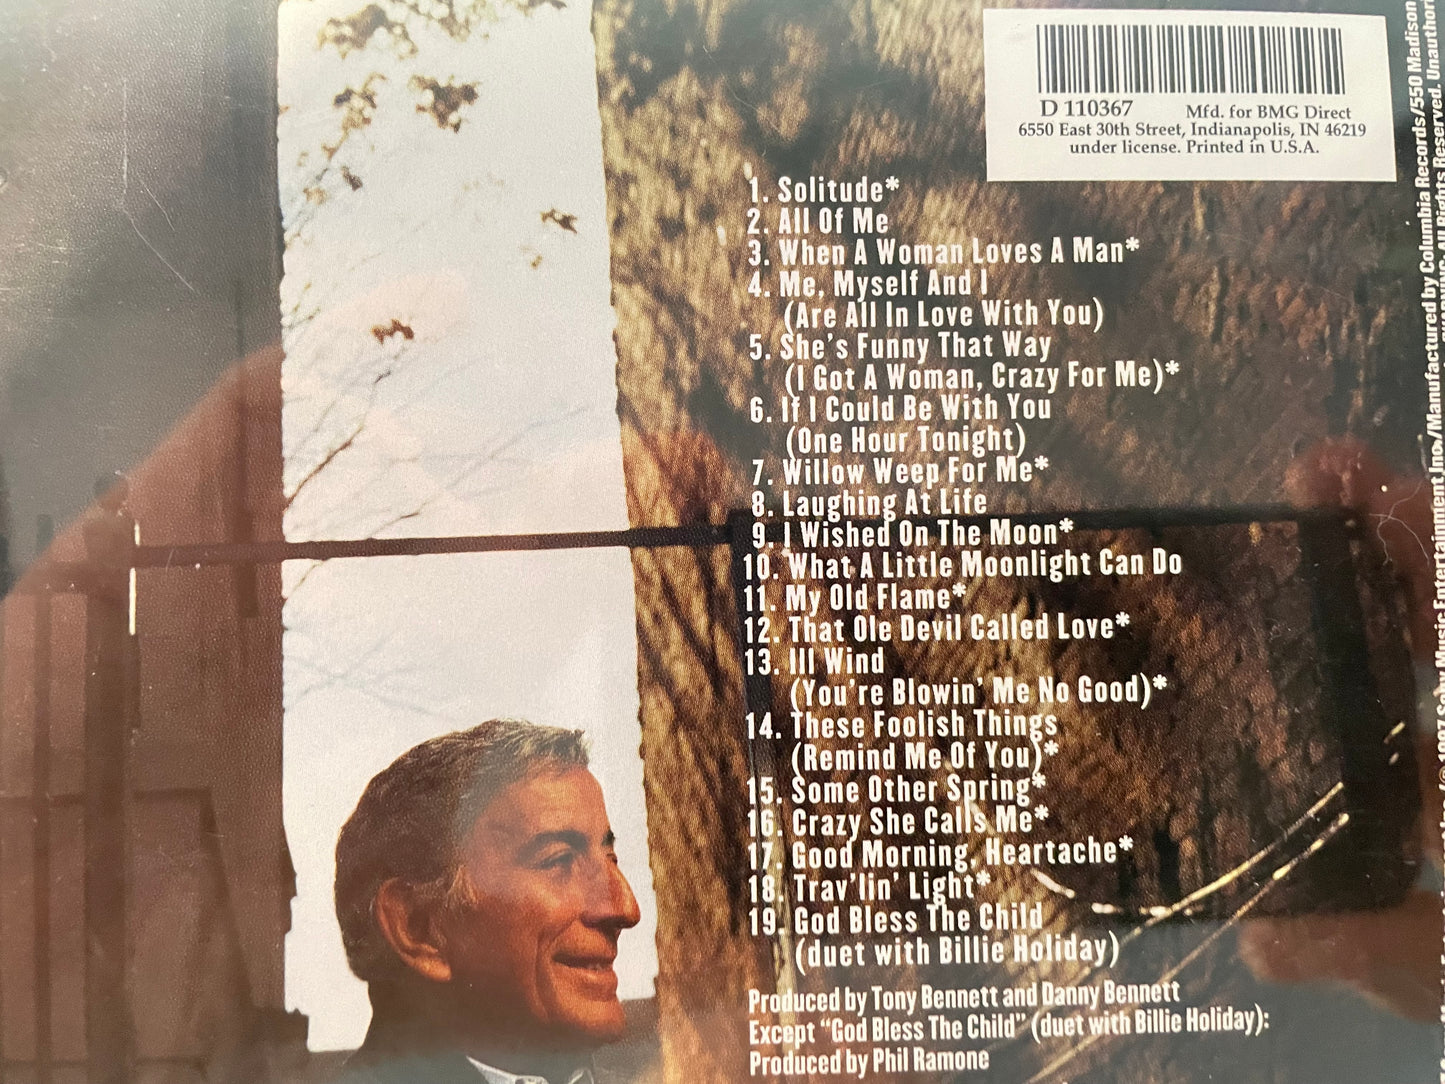 D 110367 Mfd. for BMG Direct
6550 East 30th Street, Indianapolis, IN 46219
under license. Printed in U.S.A.
1. Solitude*
2. All Of Me
3. When A Woman Loves A Man*
4. Me, Myself And I
(Are All In Love With You)
5. She's Funny That Way
(I Got A Woman, Crazy For Me)*
6. If I Could Be With You
(One Hour Tonight)
7. Willow Weep For Me*
8. Laughing At Life
9. I Wished On The Moon*
10. What A Little Moonlight Can Do
11. My Old Flame*
12. That Ole Devil Called Love*
13. Ill Wind
(You're Blowin' Me No Good)*
14. These Foolish Things
(Remind Me Of You)*
15. Some Other Spring*
16. Crazy She Calls Me*
17. Good Morning, Heartache*
18. Trav'lin' Light*
19. God Bless The Child
(duet with Billie Holiday)
Produced by Tony Bennett and Danny Bennett
Except "God Bless The Child" (duet with Billie Holiday):
Produced by Phil Ramone
1997 Sony Music Entertainment Inc./Manufactured by Columbia Records/550 Madison
All Rights Reserved.